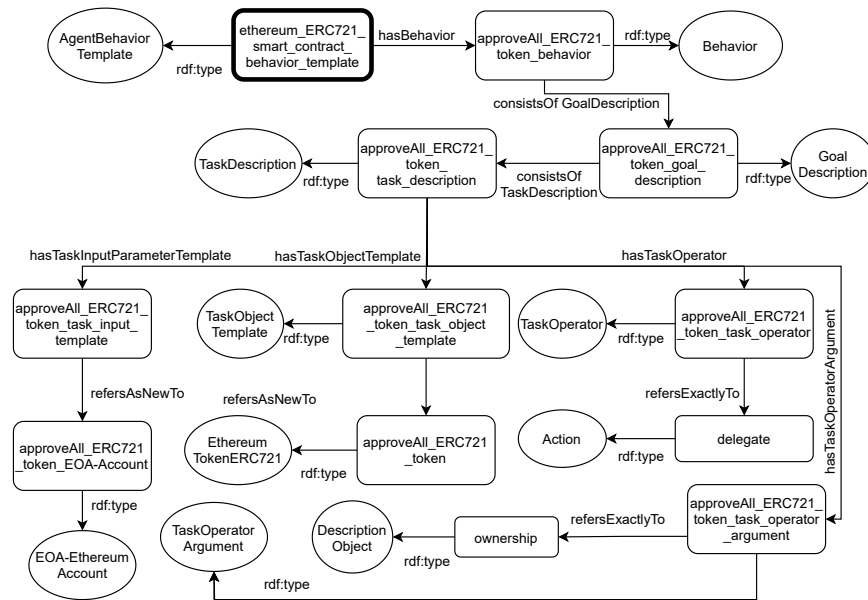 AgentBehavior
Template
rdf:type
ethereum_ERC721_
smart_contract_
behavior_template
hasBehavior
approveAll_ERC721_
token_behavior
rdf:type
Behavior
consistsOf GoalDescription
TaskDescription
rdf:type
approveAll_ERC721_
token_
task_description
consistsOf
TaskDescription
approveAll_ERC721_
token_goal_
description
rdf:type
Goal
Description
hasTaskInputParameterTemplate
hasTaskObjectTemplate
hasTaskOperator
hasTaskOperatorArgument
approveAll_ERC721_
token_task_input_
template
TaskObject
Template
rdf:type
approveAll_ERC721
_token_task_object
_template
TaskOperator
rdf:type
approveAll_ERC721_
token_task_operator
refersAsNewTo
refersAsNewTo
refersExactlyTo
approveAll_ERC721
_token_EOA-Account
Ethereum
TokenERC721
rdf:type
approveAll_ERC721
_token
Action
rdf:type
delegate
rdf:type
EOA-Ethereum
Account
TaskOperator
Argument
Description
Object
rdf:type
ownership
refersExactlyTo
approveAll_ERC721_
token_task_operator
_argument
rdf:type